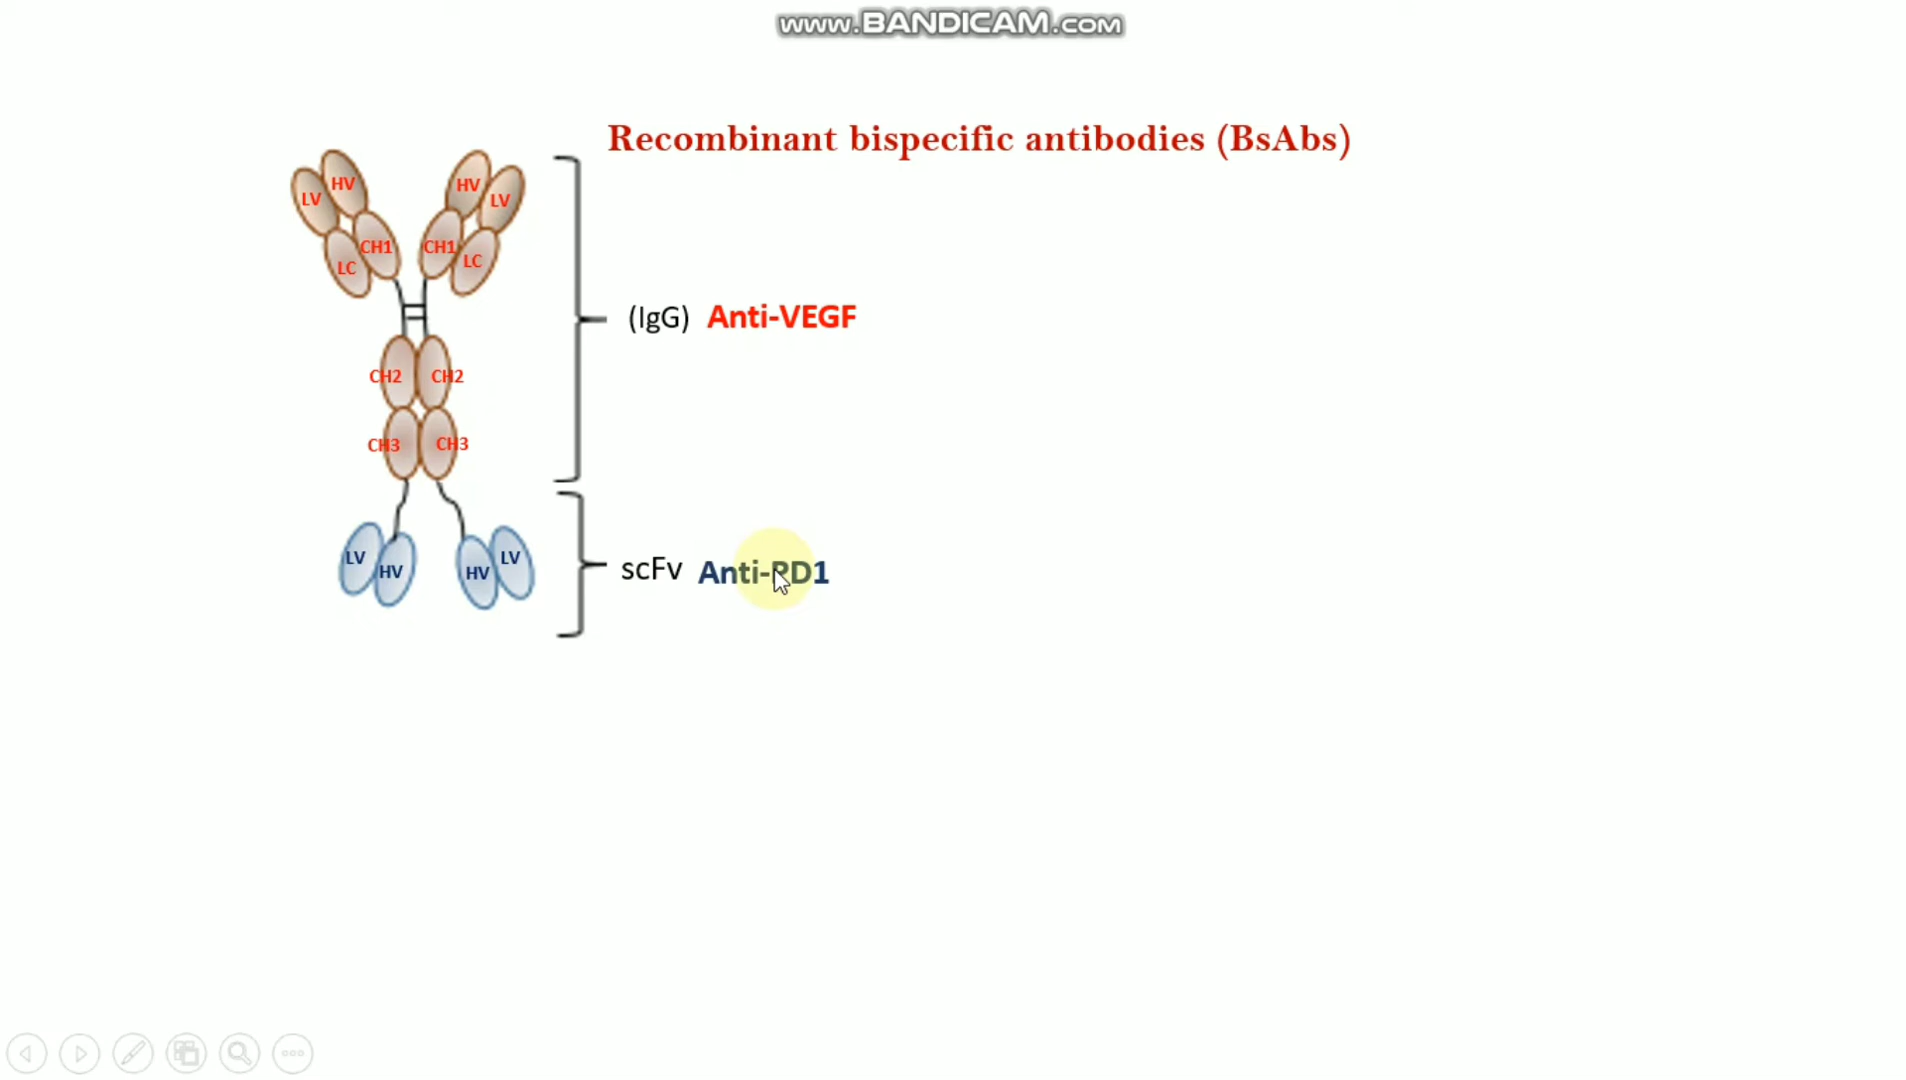 www.BANDICAM.com
Recombinant bispecific antibodies (BsAbs)
HV HV
LV LV
CH1 CH1
LC LC
(IgG) Anti-VEGF
CH2 CH2
CH3 CH3
LV HV HV LV
scFv Anti-PD1